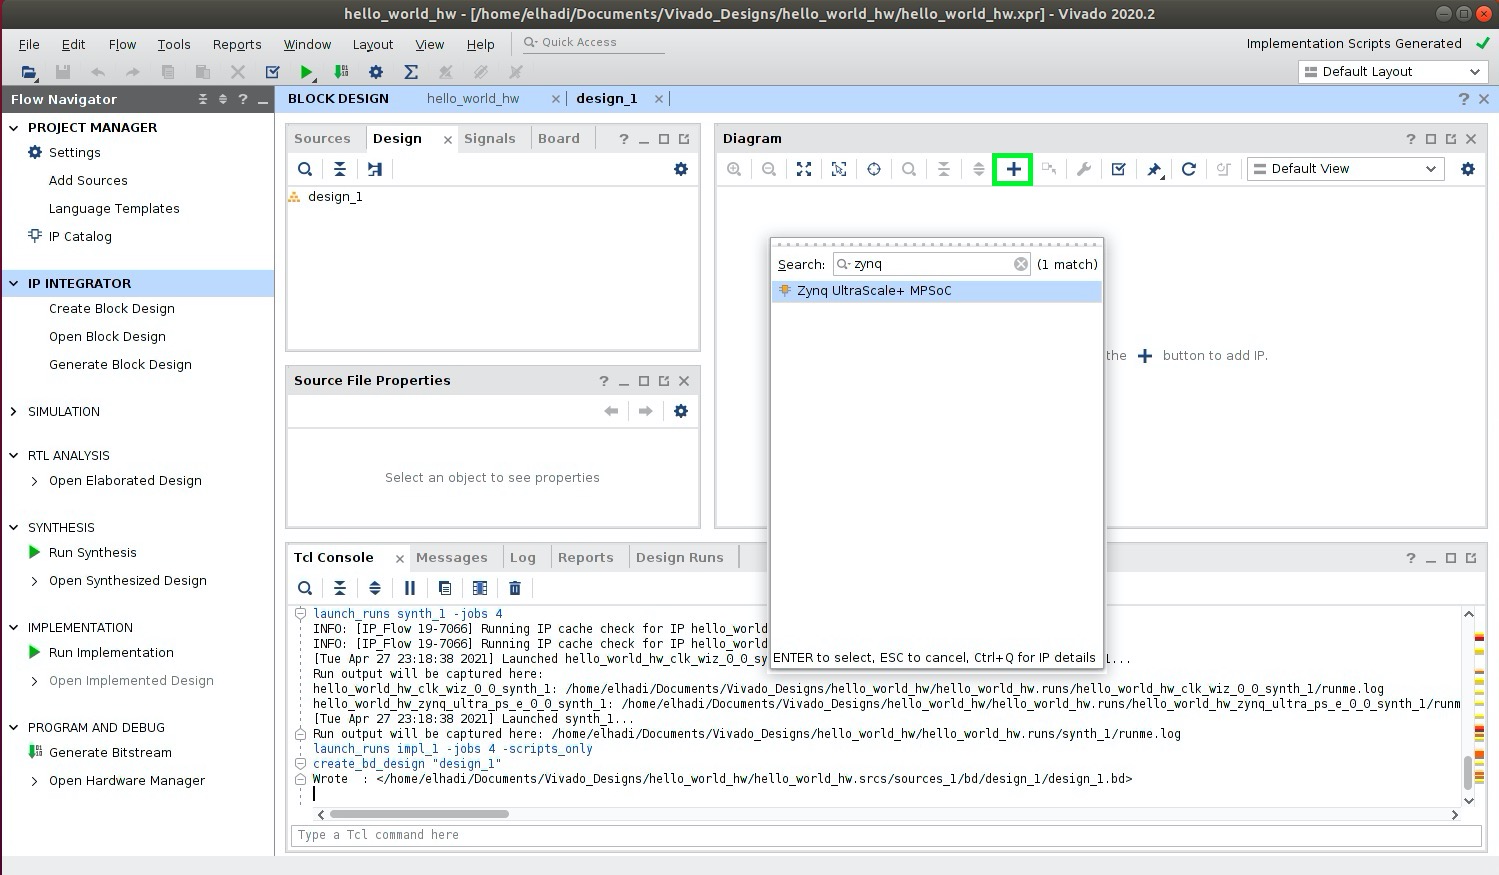 hello_world_hw - [/home/elhadi/Documents/Vivado_Designs/hello_world_hw/hello_world_hw.xpr] - Vivado 2020.2
File Edit Flow Tools Reports Window Layout View Help Quick Access
Implementation Scripts Generated
Default Layout
Flow Navigator
PROJECT MANAGER
Settings
Add Sources
Language Templates
IP Catalog
IP INTEGRATOR
Create Block Design
Open Block Design
Generate Block Design
SIMULATION
RTL ANALYSIS
Open Elaborated Design
SYNTHESIS
Run Synthesis
Open Synthesized Design
IMPLEMENTATION
Run Implementation
Open Implemented Design
PROGRAM AND DEBUG
Generate Bitstream
Open Hardware Manager
BLOCK DESIGN hello_world_hw design_1
Sources Design Signals Board
design_1
Source File Properties
Select an object to see properties
Diagram
Default View
the + button to add IP.
Search: zynq (1 match)
Zynq UltraScale+ MPSoC
ENTER to select, ESC to cancel, Ctrl+Q for IP details
Tcl Console Messages Log Reports Design Runs
launch_runs synth_1 -jobs 4
INFO: [IP_Flow 19-7066] Running IP cache check for IP hello_world
INFO: [IP_Flow 19-7066] Running IP cache check for IP hello_world
[Tue Apr 27 23:18:38 2021] Launched hello_world_hw_clk_wiz_0_0_sy 1...
Run output will be captured here:
hello_world_hw_clk_wiz_0_0_synth_1: /home/elhadi/Documents/Vivado_Designs/hello_world_hw/hello_world_hw.runs/hello_world_hw_clk_wiz_0_0_synth_1/runme.log
hello_world_hw_zynq_ultra_ps_e_0_0_synth_1: /home/elhadi/Documents/Vivado_Designs/hello_world_hw/hello_world_hw.runs/hello_world_hw_zynq_ultra_ps_e_0_0_synth_1/runm
[Tue Apr 27 23:18:38 2021] Launched synth_1...
Run output will be captured here: /home/elhadi/Documents/Vivado_Designs/hello_world_hw/hello_world_hw.runs/synth_1/runme.log
launch_runs impl_1 -jobs 4 -scripts_only
create_bd_design "design_1"
Wrote : </home/elhadi/Documents/Vivado_Designs/hello_world_hw/hello_world_hw.srcs/sources_1/bd/design_1/design_1.bd>
Type a Tcl command here